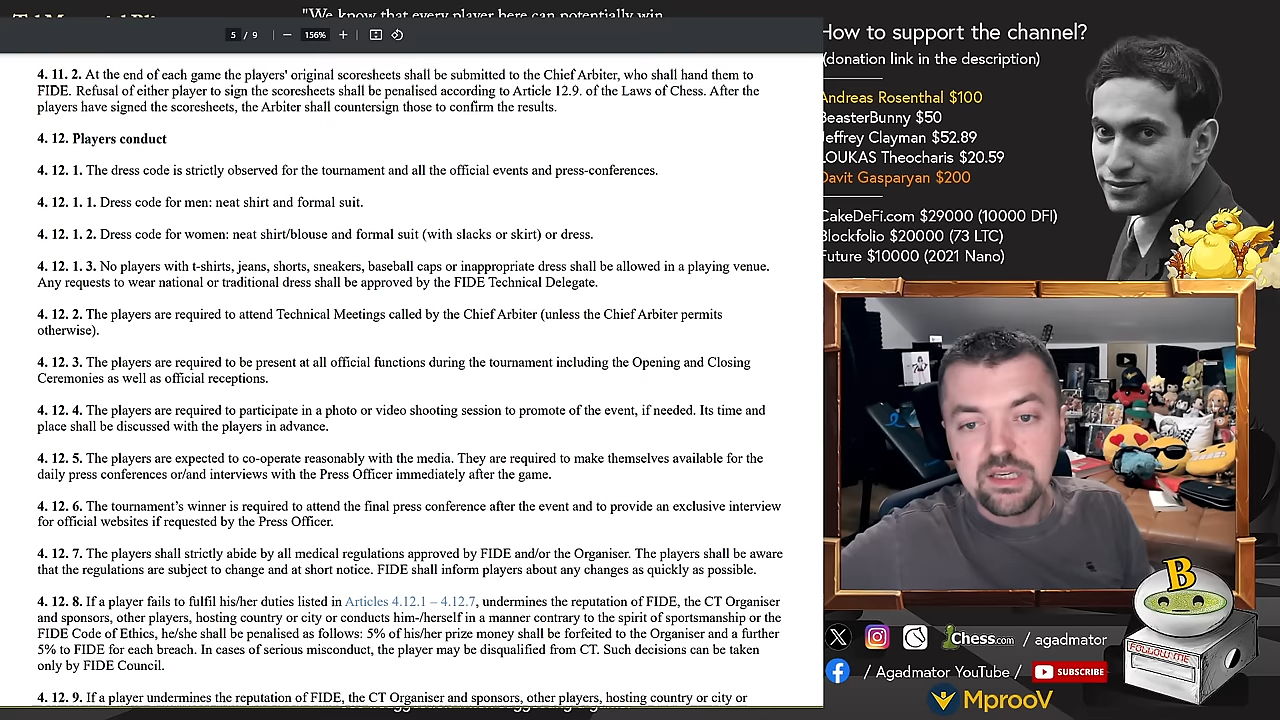 "We know that every player here can potentially win
5 / 9
156%
4. 11. 2. At the end of each game the players' original scoresheets shall be submitted to the Chief Arbiter, who shall hand them to
FIDE. Refusal of either player to sign the scoresheets shall be penalised according to Article 12.9. of the Laws of Chess. After the
players have signed the scoresheets, the Arbiter shall countersign those to confirm the results.
4. 12. Players conduct
4. 12. 1. The dress code is strictly observed for the tournament and all the official events and press-conferences.
4. 12. 1. 1. Dress code for men: neat shirt and formal suit.
4. 12. 1. 2. Dress code for women: neat shirt/blouse and formal suit (with slacks or skirt) or dress.
4. 12. 1. 3. No players with t-shirts, jeans, shorts, sneakers, baseball caps or inappropriate dress shall be allowed in a playing venue.
Any requests to wear national or traditional dress shall be approved by the FIDE Technical Delegate.
4. 12. 2. The players are required to attend Technical Meetings called by the Chief Arbiter (unless the Chief Arbiter permits
otherwise).
4. 12. 3. The players are required to be present at all official functions during the tournament including the Opening and Closing
Ceremonies as well as official receptions.
4. 12. 4. The players are required to participate in a photo or video shooting session to promote of the event, if needed. Its time and
place shall be discussed with the players in advance.
4. 12. 5. The players are expected to co-operate reasonably with the media. They are required to make themselves available for the
daily press conferences or/and interviews with the Press Officer immediately after the game.
4. 12. 6. The tournament's winner is required to attend the final press conference after the event and to provide an exclusive interview
for official websites if requested by the Press Officer.
4. 12. 7. The players shall strictly abide by all medical regulations approved by FIDE and/or the Organiser. The players shall be aware
that the regulations are subject to change and at short notice. FIDE shall inform players about any changes as quickly as possible.
4. 12. 8. If a player fails to fulfil his/her duties listed in Articles 4.12.1 – 4.12.7, undermines the reputation of FIDE, the CT Organiser
and sponsors, other players, hosting country or city or conducts him-/herself in a manner contrary to the spirit of sportsmanship or the
FIDE Code of Ethics, he/she shall be penalised as follows: 5% of his/her prize money shall be forfeited to the Organiser and a further
5% to FIDE for each breach. In cases of serious misconduct, the player may be disqualified from CT. Such decisions can be taken
only by FIDE Council.
4. 12. 9. If a player undermines the reputation of FIDE, the CT Organiser and sponsors, other players, hosting country or city or
How to support the channel?
(donation link in the description)
Andreas Rosenthal $100
BeasterBunny $50
Jeffrey Clayman $52.89
LOUKAS Theocharis $20.59
Davit Gasparyan $200
CakeDeFi.com $29000 (10000 DFI)
Blockfolio $20000 (73 LTC)
Future $10000 (2021 Nano)
B
FOLLOW ME
Chess.com / agadmator
/ Agadmator YouTube /
SUBSCRIBE
MprooV